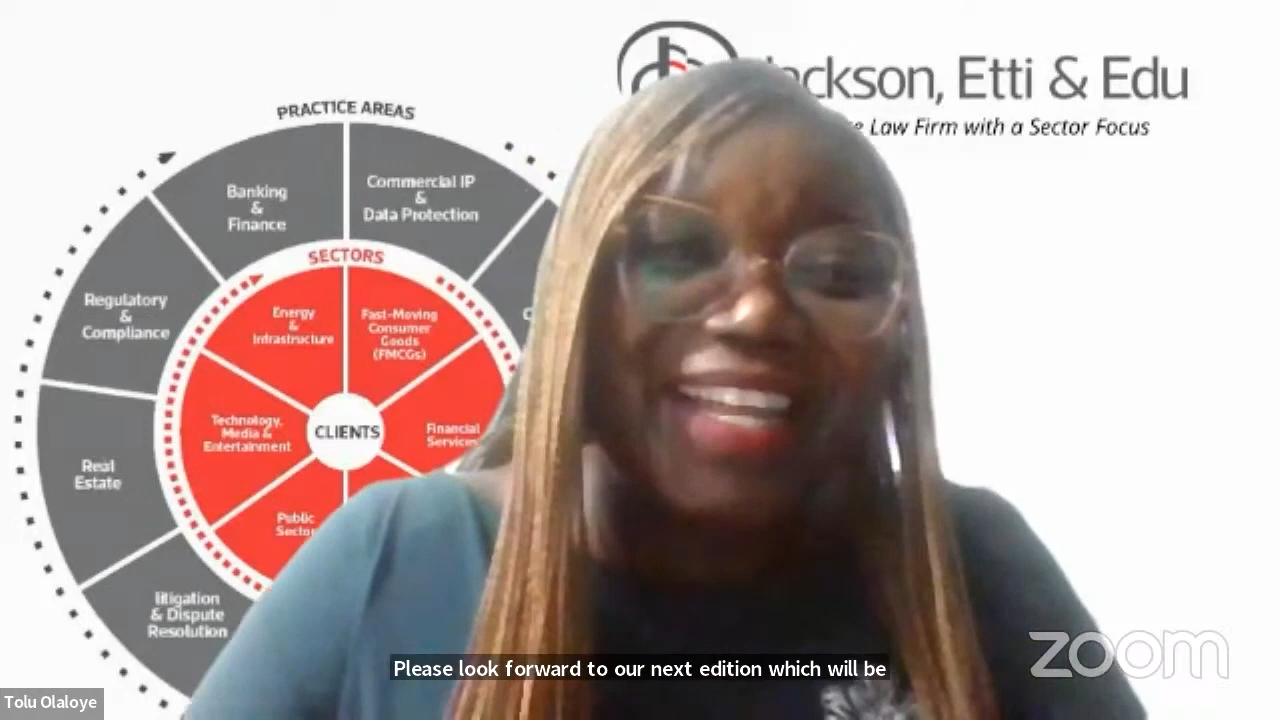 Jackson, Etti & Edu
Law Firm with a Sector Focus
PRACTICE AREAS
Banking
&
Finance
Commercial IP
&
Data Protection
SECTORS
Regulatory
&
Compliance
Energy
&
Infrastructure
Fast-Moving
Consumer
Goods
(FMCGs)
Technology,
Media &
Entertainment
CLIENTS
Financial
Services
Real
Estate
Public
Sector
litigation
& Dispute
Resolution
zoom
Please look forward to our next edition which will be
Tolu Olaloye